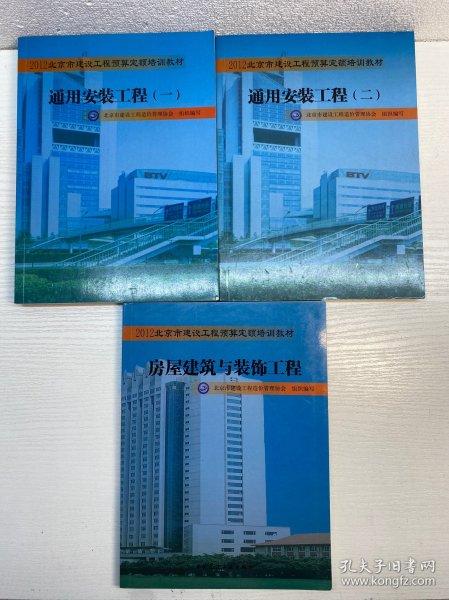 2012北京市建设工程预算定额培训教材
通用安装工程(一)
北京市建设工程造价管理协会 组织编写
BTV
2012北京市建设工程预算定额培训教材
通用安装工程(二)
北京市建设工程造价管理协会 组织编写
BTV
2012北京市建设工程预算定额培训教材
房屋建筑与装饰工程
北京市建设工程造价管理协会 组织编写
孔夫子旧书网
www.kongfz.com